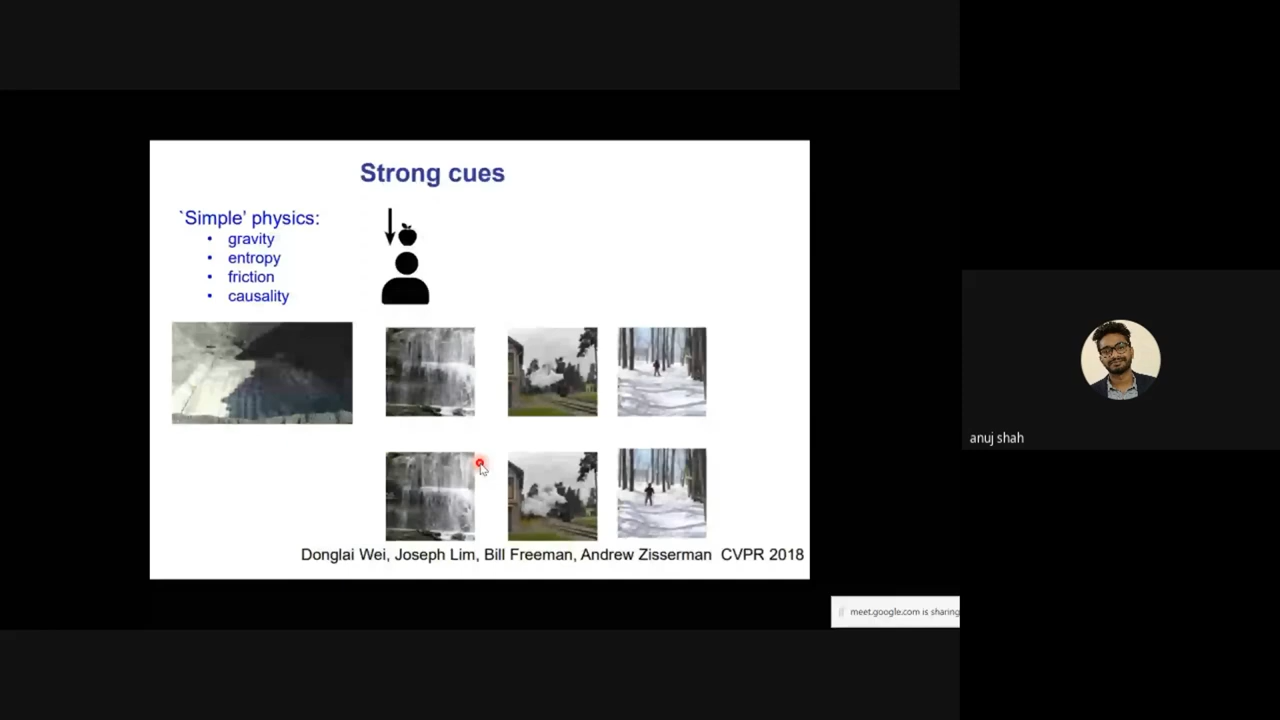 Strong cues
`Simple' physics:
• gravity
• entropy
• friction
• causality
Donglai Wei, Joseph Lim, Bill Freeman, Andrew Zisserman CVPR 2018
anuj shah
meet.google.com is sharing